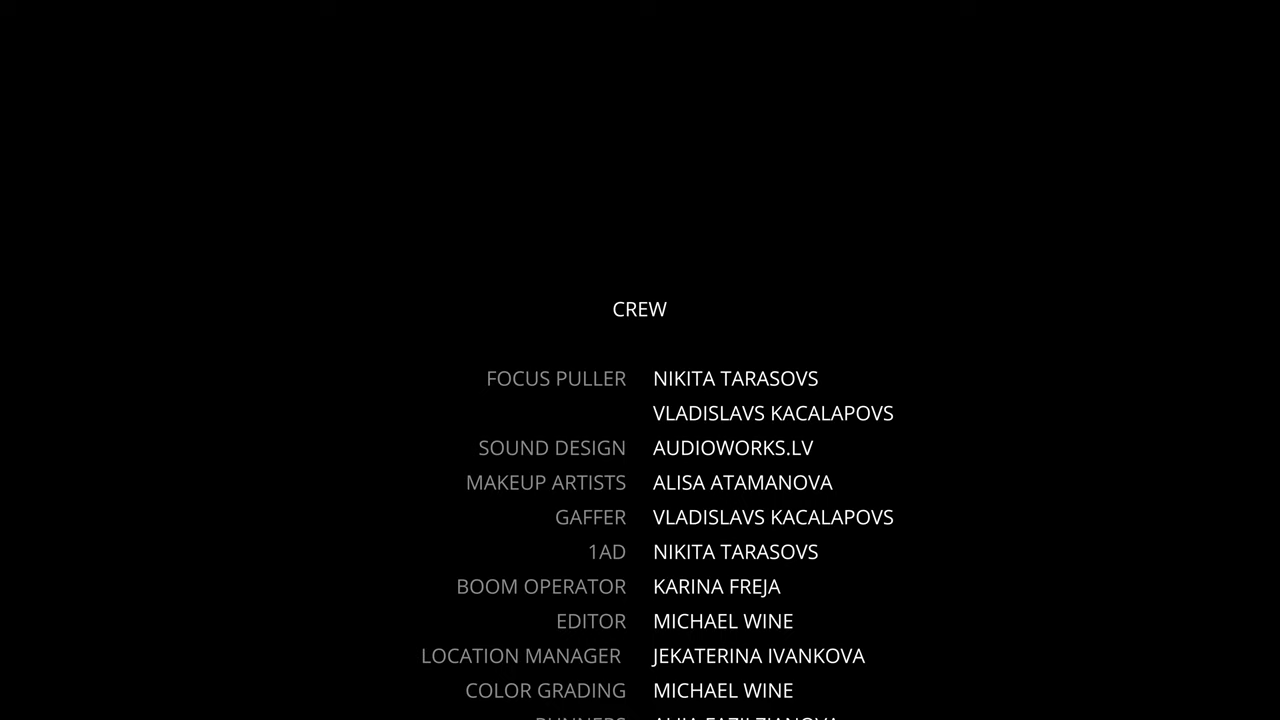 CREW
FOCUS PULLER NIKITA TARASOVS
VLADISLAVS KACALAPOVS
SOUND DESIGN AUDIOWORKS.LV
MAKEUP ARTISTS ALISA ATAMANOVA
GAFFER VLADISLAVS KACALAPOVS
1AD NIKITA TARASOVS
BOOM OPERATOR KARINA FREJA
EDITOR MICHAEL WINE
LOCATION MANAGER JEKATERINA IVANKOVA
COLOR GRADING MICHAEL WINE
RUNNERS